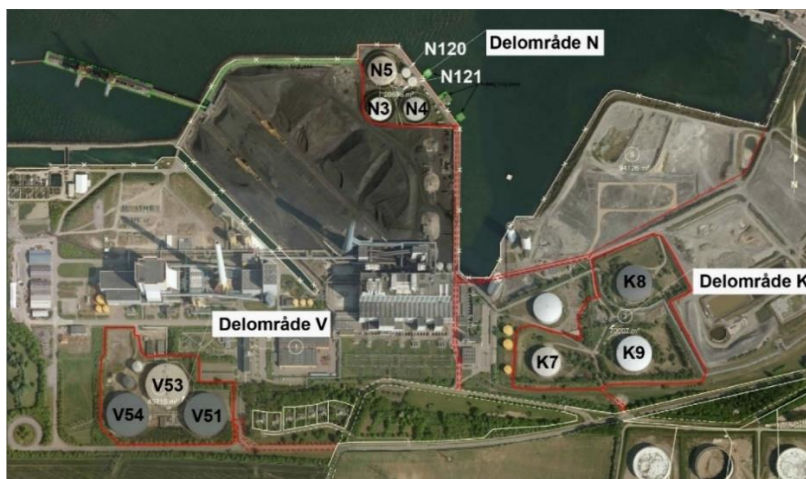 N120
Delområde N
N5
N121
N3
N4
K8
Delområde K
Delområde V
K7
K9
V53
V54
V51
N